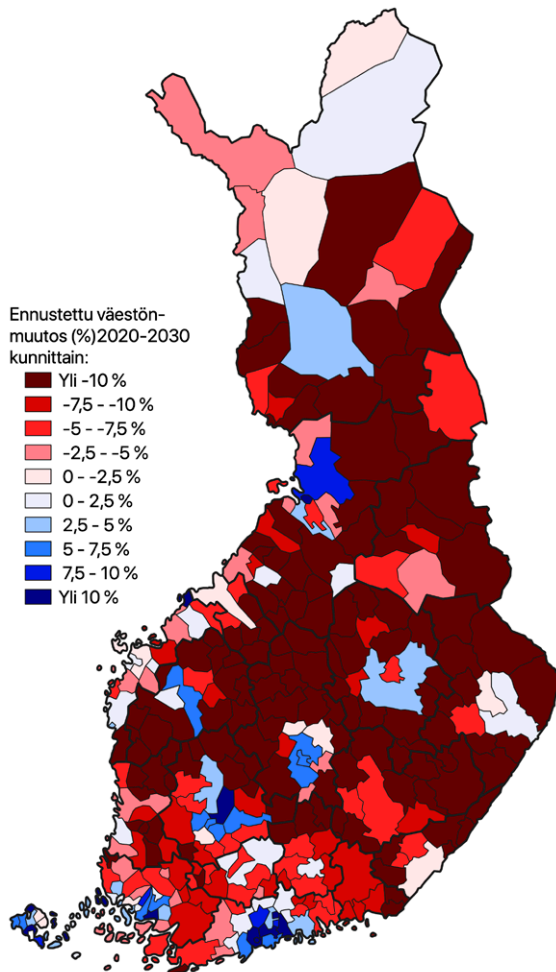 Ennustettu väestön-
muutos (%)2020-2030
kunnittain:
Yli -10 %
-7,5 - -10 %
-5 - -7,5 %
-2,5 - -5 %
0 - -2,5 %
0 - 2,5 %
2,5 - 5 %
5 - 7,5 %
7,5 - 10 %
Yli 10 %